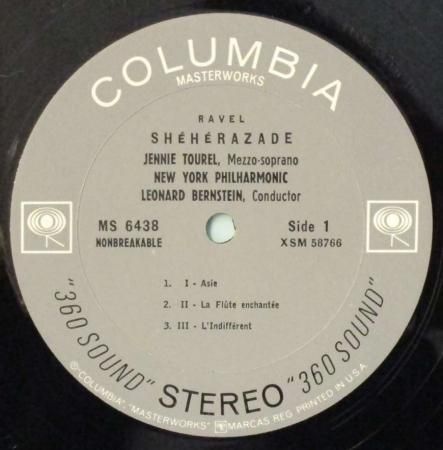 COLUMBIA
MASTERWORKS
RAVEL
SHÉHÉRAZADE
JENNIE TOUREL, Mezzo-soprano
NEW YORK PHILHARMONIC
LEONARD BERNSTEIN, Conductor
MS 6438
NONBREAKABLE
Side 1
XSM 58766
1. I - Asie
2. II - La Flûte enchantée
3. III - L'Indifférent
"360 SOUND" STEREO "360 SOUND"
© "COLUMBIA", "MASTERWORKS", MARCAS REG. PRINTED IN U.S.A.